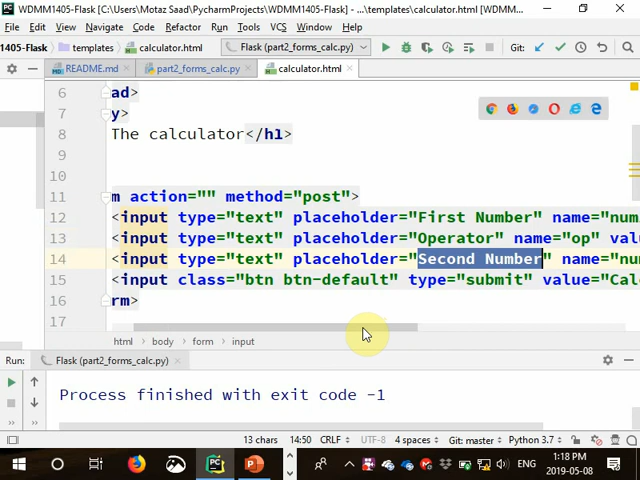 WDMM1405-Flask [C:\Users\Motaz Saad\PycharmProjects\WDMM1405-Flask] - ...\templates\calculator.html [WDMM...
File Edit View Navigate Code Refactor Run Tools VCS Window Help
1405-Flask templates calculator.html Flask (part2_forms_calc.py) Git:
README.md part2_forms_calc.py calculator.html
6 ad>
7 y>
8 The calculator</h1>
9
10
11 m action="" method="post">
12 <input type="text" placeholder="First Number" name="num
13 <input type="text" placeholder="Operator" name="op" valu
14 <input type="text" placeholder="Second Number" name="nu
15 <input class="btn btn-default" type="submit" value="Calc
16 rm>
17
html body form input
Run: Flask (part2_forms_calc.py)
Process finished with exit code -1
13 chars 14:50 CRLF UTF-8 4 spaces Git: master Python 3.7
ENG 1:18 PM
2019-05-08